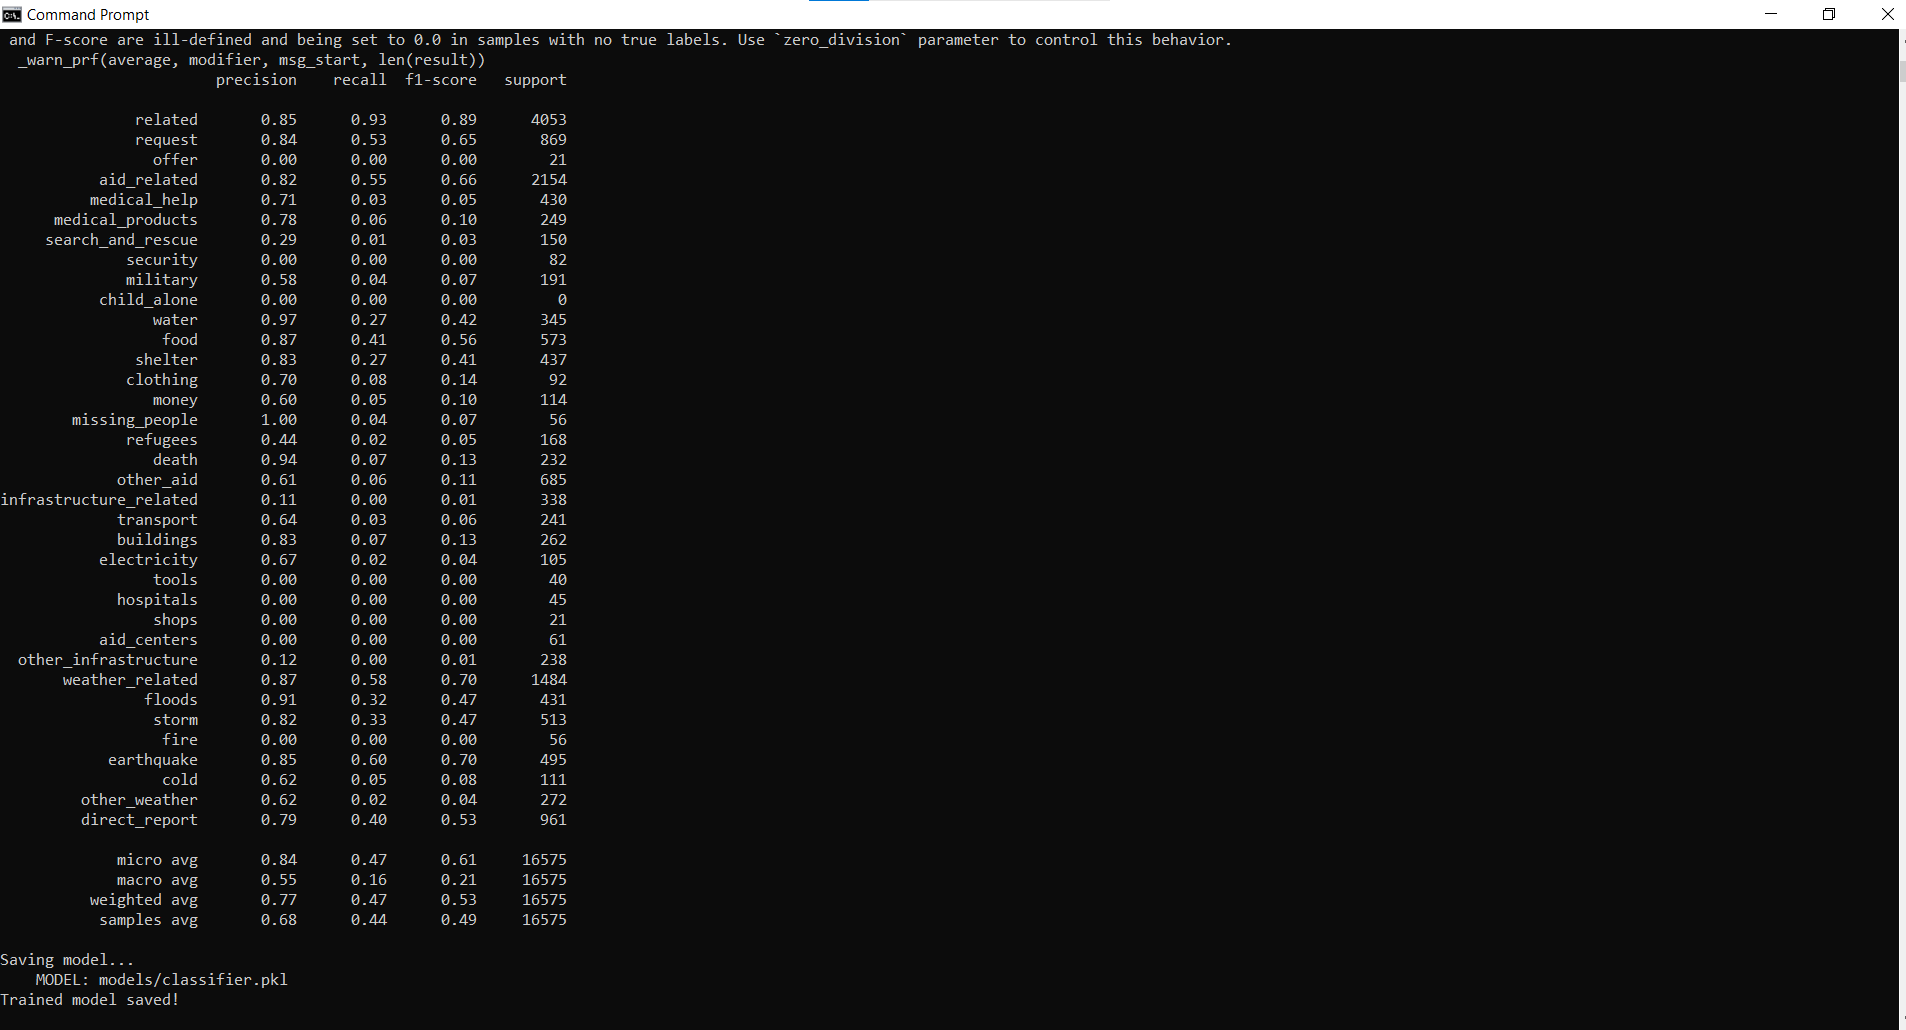 Command Prompt
and F-score are ill-defined and being set to 0.0 in samples with no true labels. Use `zero_division` parameter to control this behavior.
_warn_prf(average, modifier, msg_start, len(result))
precision recall f1-score support
related 0.85 0.93 0.89 4053
request 0.84 0.53 0.65 869
offer 0.00 0.00 0.00 21
aid_related 0.82 0.55 0.66 2154
medical_help 0.71 0.03 0.05 430
medical_products 0.78 0.06 0.10 249
search_and_rescue 0.29 0.01 0.03 150
security 0.00 0.00 0.00 82
military 0.58 0.04 0.07 191
child_alone 0.00 0.00 0.00 0
water 0.97 0.27 0.42 345
food 0.87 0.41 0.56 573
shelter 0.83 0.27 0.41 437
clothing 0.70 0.08 0.14 92
money 0.60 0.05 0.10 114
missing_people 1.00 0.04 0.07 56
refugees 0.44 0.02 0.05 168
death 0.94 0.07 0.13 232
other_aid 0.61 0.06 0.11 685
infrastructure_related 0.11 0.00 0.01 338
transport 0.64 0.03 0.06 241
buildings 0.83 0.07 0.13 262
electricity 0.67 0.02 0.04 105
tools 0.00 0.00 0.00 40
hospitals 0.00 0.00 0.00 45
shops 0.00 0.00 0.00 21
aid_centers 0.00 0.00 0.00 61
other_infrastructure 0.12 0.00 0.01 238
weather_related 0.87 0.58 0.70 1484
floods 0.91 0.32 0.47 431
storm 0.82 0.33 0.47 513
fire 0.00 0.00 0.00 56
earthquake 0.85 0.60 0.70 495
cold 0.62 0.05 0.08 111
other_weather 0.62 0.02 0.04 272
direct_report 0.79 0.40 0.53 961
micro avg 0.84 0.47 0.61 16575
macro avg 0.55 0.16 0.21 16575
weighted avg 0.77 0.47 0.53 16575
samples avg 0.68 0.44 0.49 16575
Saving model...
MODEL: models/classifier.pkl
Trained model saved!